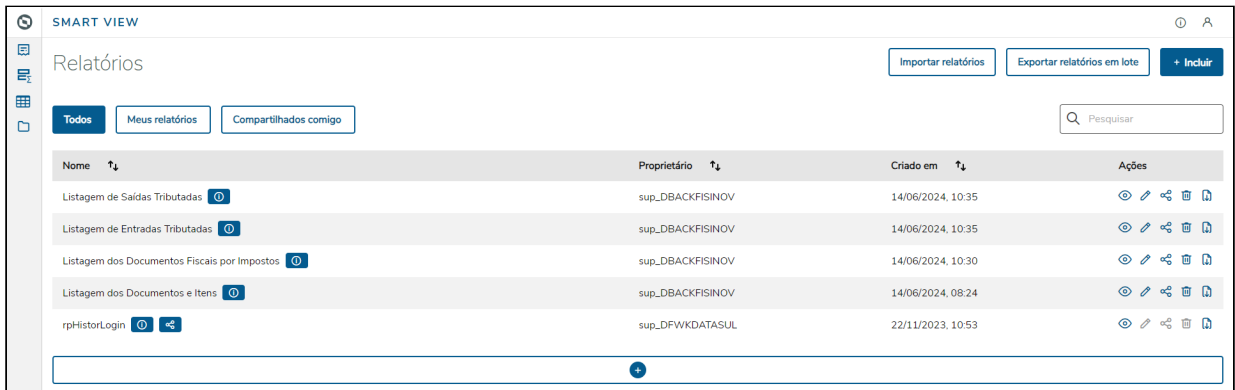 SMART VIEW
Relatórios
Importar relatórios Exportar relatórios em lote + Incluir
Todos Meus relatórios Compartilhados comigo Pesquisar
Nome Proprietário Criado em Ações
Listagem de Saídas Tributadas sup_DBACKFISINOV 14/06/2024, 10:35
Listagem de Entradas Tributadas sup_DBACKFISINOV 14/06/2024, 10:35
Listagem dos Documentos Fiscais por Impostos sup_DBACKFISINOV 14/06/2024, 10:30
Listagem dos Documentos e Itens sup_DBACKFISINOV 14/06/2024, 08:24
rpHistorLogin sup_DFWKDATASUL 22/11/2023, 10:53